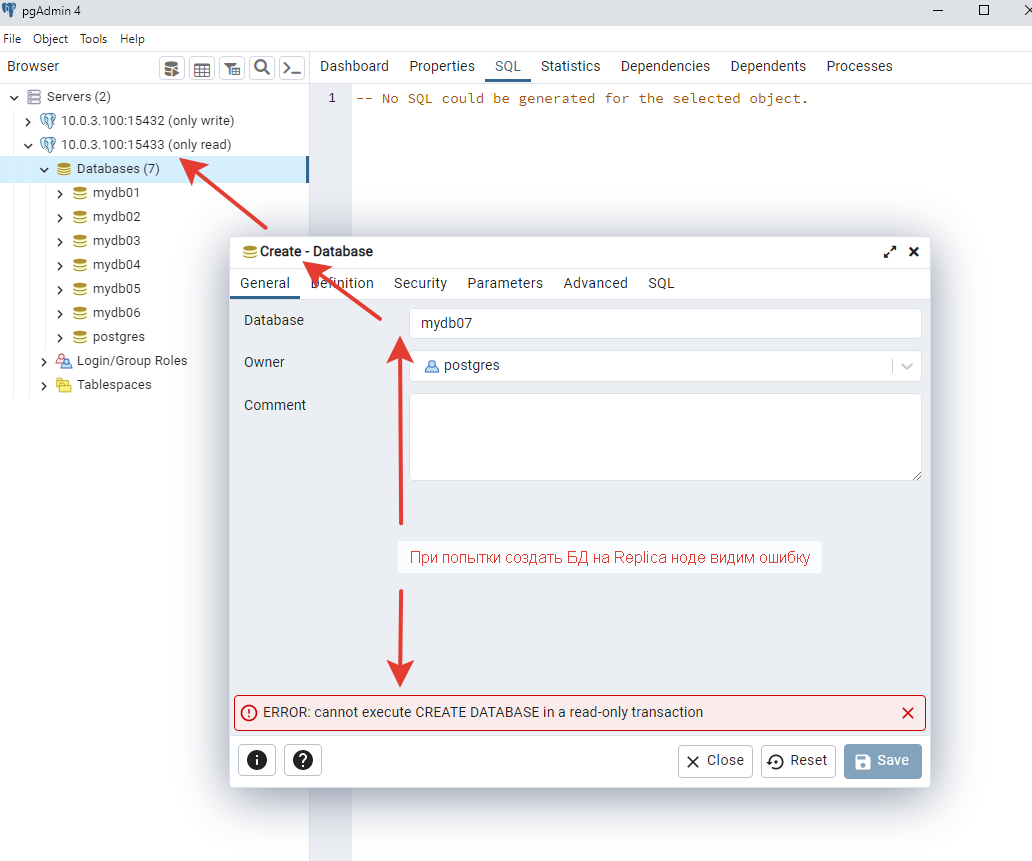 pgAdmin 4
File Object Tools Help
Browser
Dashboard Properties SQL Statistics Dependencies Dependents Processes
1 -- No SQL could be generated for the selected object.
Servers (2)
10.0.3.100:15432 (only write)
10.0.3.100:15433 (only read)
Databases (7)
mydb01
mydb02
mydb03
mydb04
mydb05
mydb06
postgres
Login/Group Roles
Tablespaces
Create - Database
General Definition Security Parameters Advanced SQL
Database mydb07
Owner postgres
Comment
При попытки создать БД на Replica ноде видим ошибку
ERROR: cannot execute CREATE DATABASE in a read-only transaction
Close Reset Save